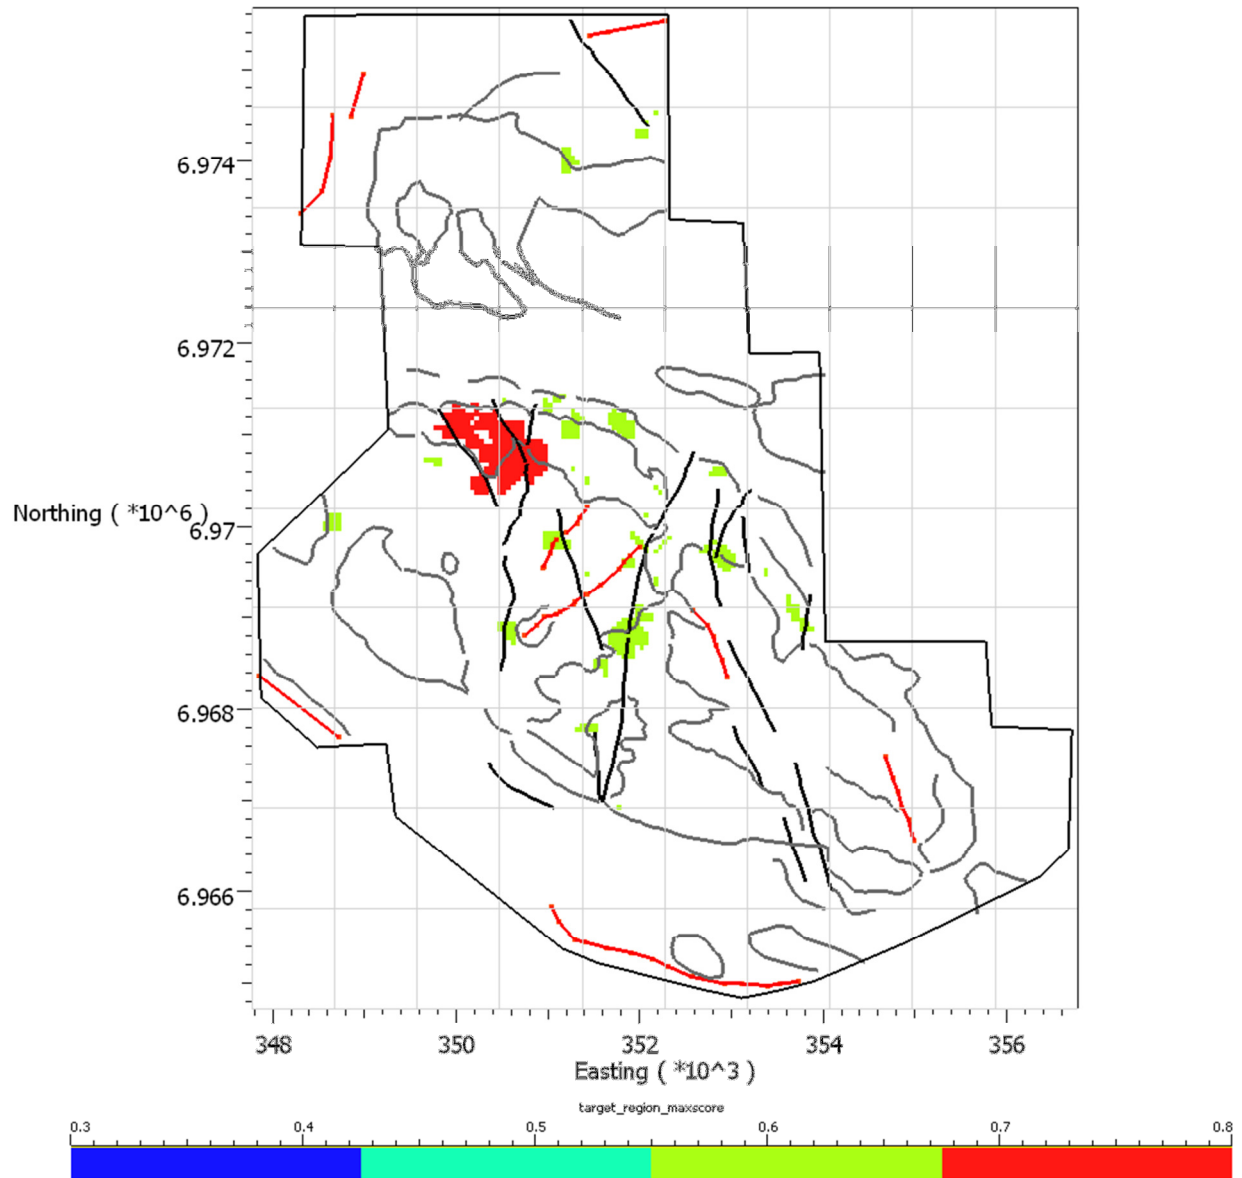 6.974
6.972
Northing ( *10^6 )
6.97
6.968
6.966
348 350 352 354 356
Easting ( *10^3 )
target_region_maxscore
0.3 0.4 0.5 0.6 0.7 0.8